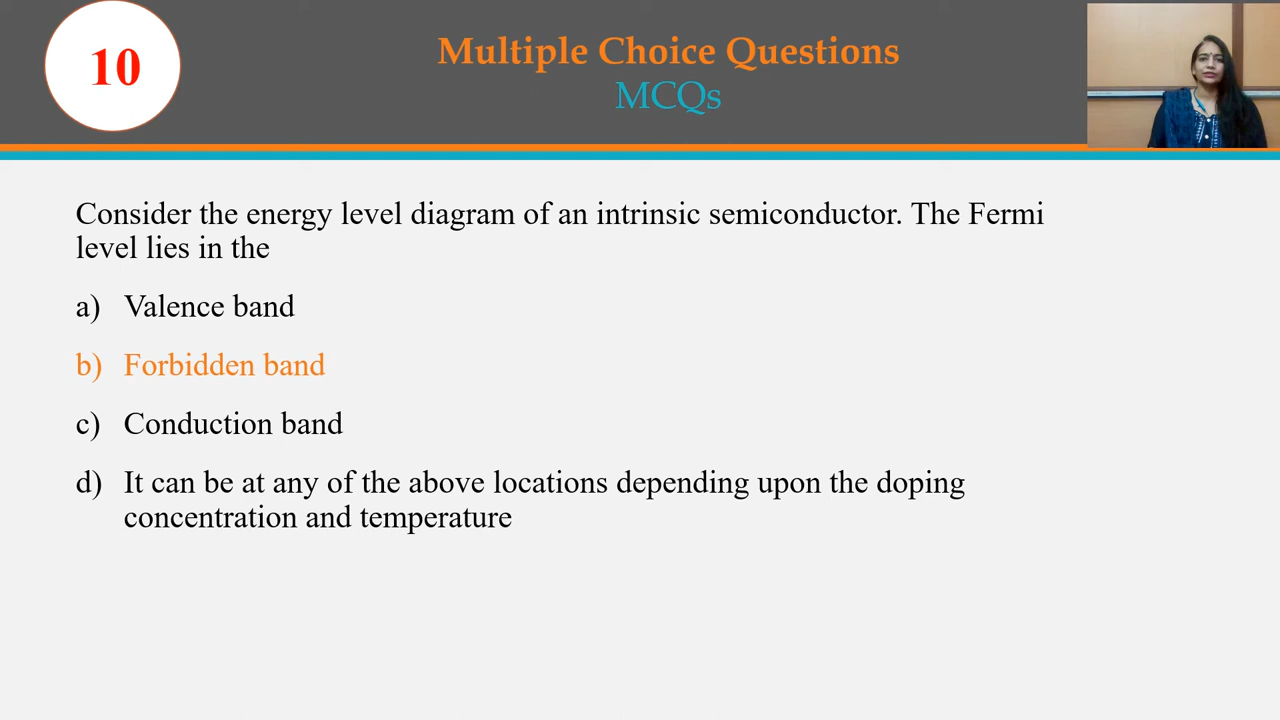 10
Multiple Choice Questions
MCQs
Consider the energy level diagram of an intrinsic semiconductor. The Fermi
level lies in the
a) Valence band
b) Forbidden band
c) Conduction band
d) It can be at any of the above locations depending upon the doping
concentration and temperature